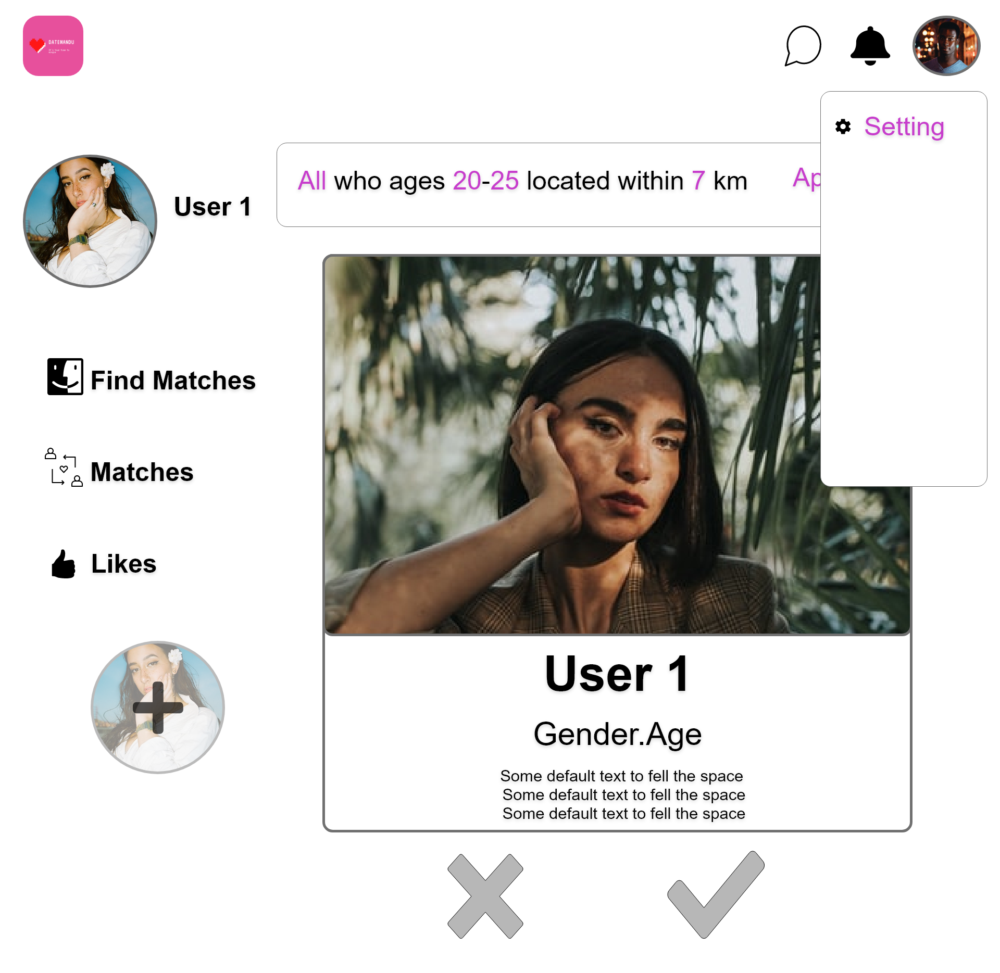 DATEMANDU
Setting
All who ages 20-25 located within 7 km
Ap
User 1
Find Matches
Matches
Likes
User 1
Gender.Age
Some default text to fell the space
Some default text to fell the space
Some default text to fell the space